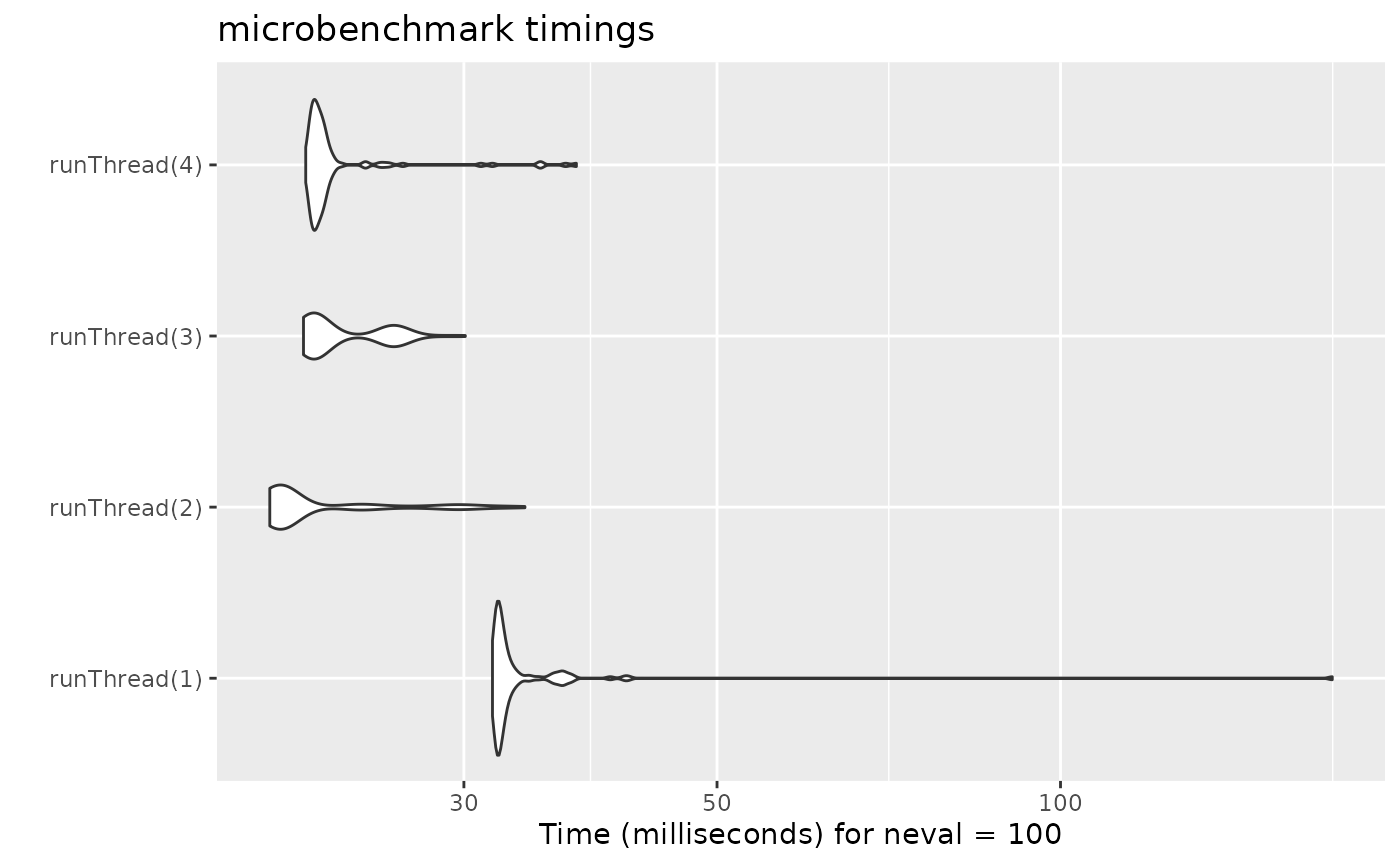 microbenchmark timings
runThread(4)
runThread(3)
runThread(2)
runThread(1)
30 50 100
Time (milliseconds) for neval = 100